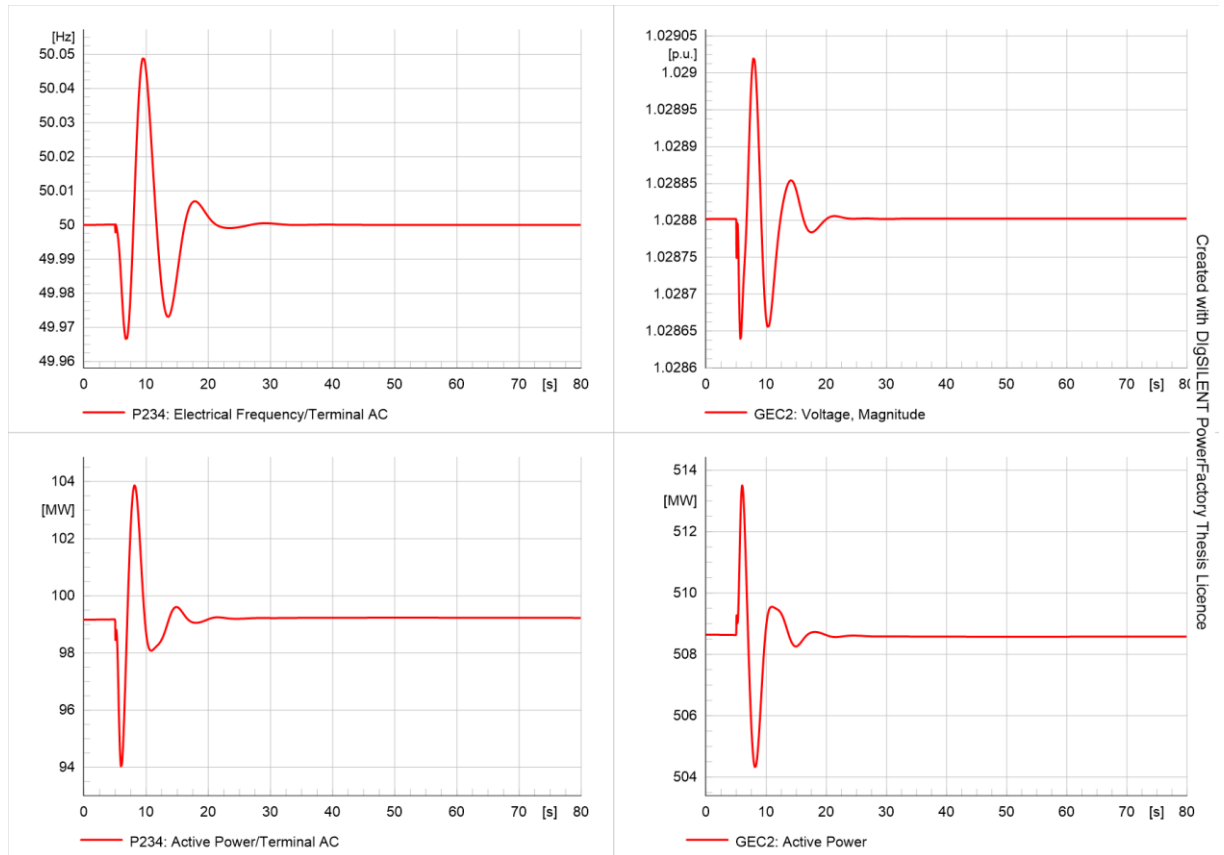 [Hz]
50.05
50.04
50.03
50.02
50.01
50
49.99
49.98
49.97
49.96
0 10 20 30 40 50 60 70 [s] 80
P234: Electrical Frequency/Terminal AC
1.02905
[p.u.]
1.029
1.02895
1.0289
1.02885
1.0288
1.02875
1.0287
1.02865
1.0286
0 10 20 30 40 50 60 70 [s] 80
GEC2: Voltage, Magnitude
104
[MW]
102
100
98
96
94
0 10 20 30 40 50 60 70 [s] 80
P234: Active Power/Terminal AC
514
[MW]
512
510
508
506
504
0 10 20 30 40 50 60 70 [s] 80
GEC2: Active Power
Created with DIgSILENT PowerFactory Thesis Licence